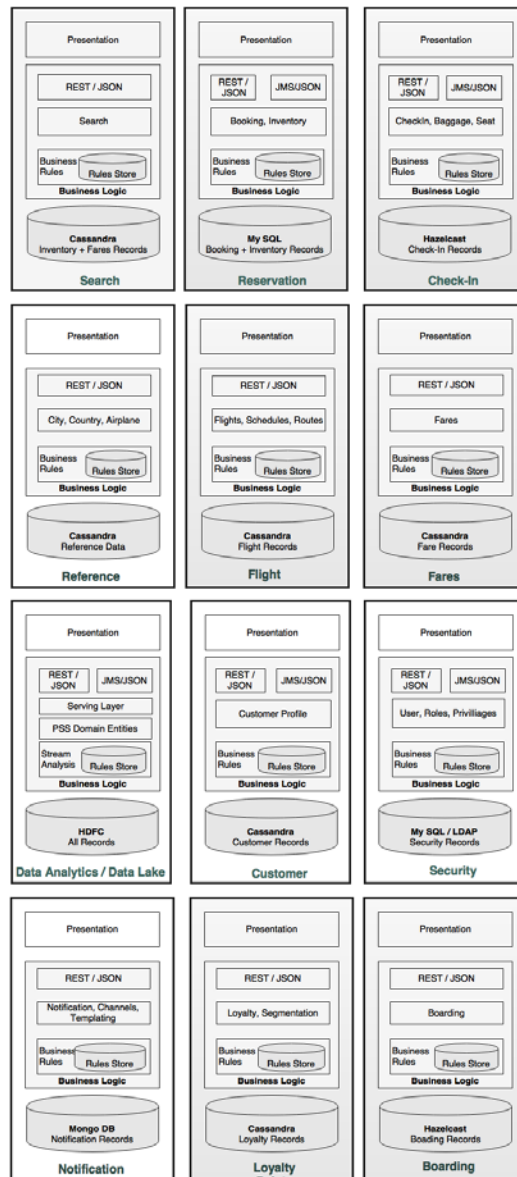 Presentation
REST / JSON
Search
Business
Rules
Rules Store
Business Logic
Cassandra
Inventory + Fares Records
Search
Presentation
REST /
JSON
JMS/JSON
Booking, Inventory
Business
Rules
Rules Store
Business Logic
My SQL
Booking + Inventory Records
Reservation
Presentation
REST /
JSON
JMS/JSON
CheckIn, Baggage, Seat
Business
Rules
Rules Store
Business Logic
Hazelcast
Check-In Records
Check-In
Presentation
REST / JSON
City, Country, Airplane
Business
Rules
Rules Store
Business Logic
Cassandra
Reference Data
Reference
Presentation
REST / JSON
Flights, Schedules, Routes
Business
Rules
Rules Store
Business Logic
Cassandra
Flight Records
Flight
Presentation
REST / JSON
Fares
Business
Rules
Rules Store
Business Logic
Cassandra
Fare Records
Fares
Presentation
REST /
JSON
JMS/JSON
Serving Layer
PSS Domain Entities
Stream
Analysis
Rules Store
Business Logic
HDFC
All Records
Data Analytics / Data Lake
Presentation
REST /
JSON
JMS/JSON
Customer Profile
Business
Rules
Rules Store
Business Logic
Cassandra
Customer Records
Customer
Presentation
REST /
JSON
JMS/JSON
User, Roles, Privilliages
Business
Rules
Rules Store
Business Logic
My SQL / LDAP
Security Records
Security
Presentation
REST / JSON
Notification, Channels,
Templating
Business
Rules
Rules Store
Business Logic
Mongo DB
Notification Records
Notification
Presentation
REST / JSON
Loyalty, Segmentation
Business
Rules
Rules Store
Business Logic
Cassandra
Loyalty Records
Loyalty
Presentation
REST / JSON
Boarding
Business
Rules
Rules Store
Business Logic
Hazelcast
Boading Records
Boarding